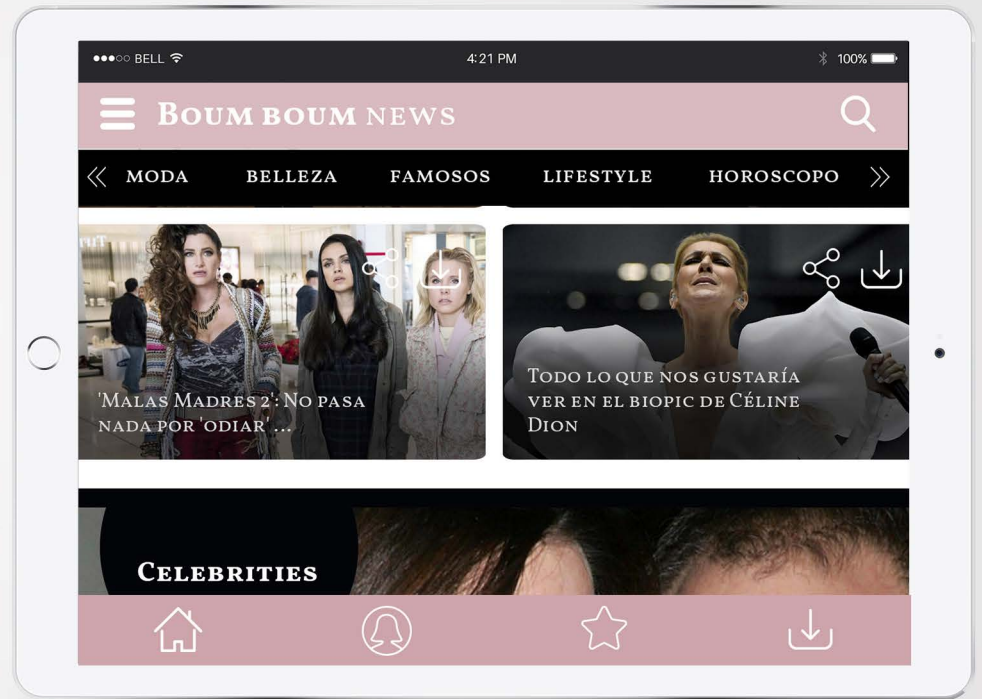 BELL
4:21 PM
100%
BOUM BOUM NEWS
MODA BELLEZA FAMOSOS LIFESTYLE HOROSCOPO
'MALAS MADRES 2': NO PASA
NADA POR 'ODIAR' ...
TODO LO QUE NOS GUSTARÍA
VER EN EL BIOPIC DE CÉLINE
DION
CELEBRITIES